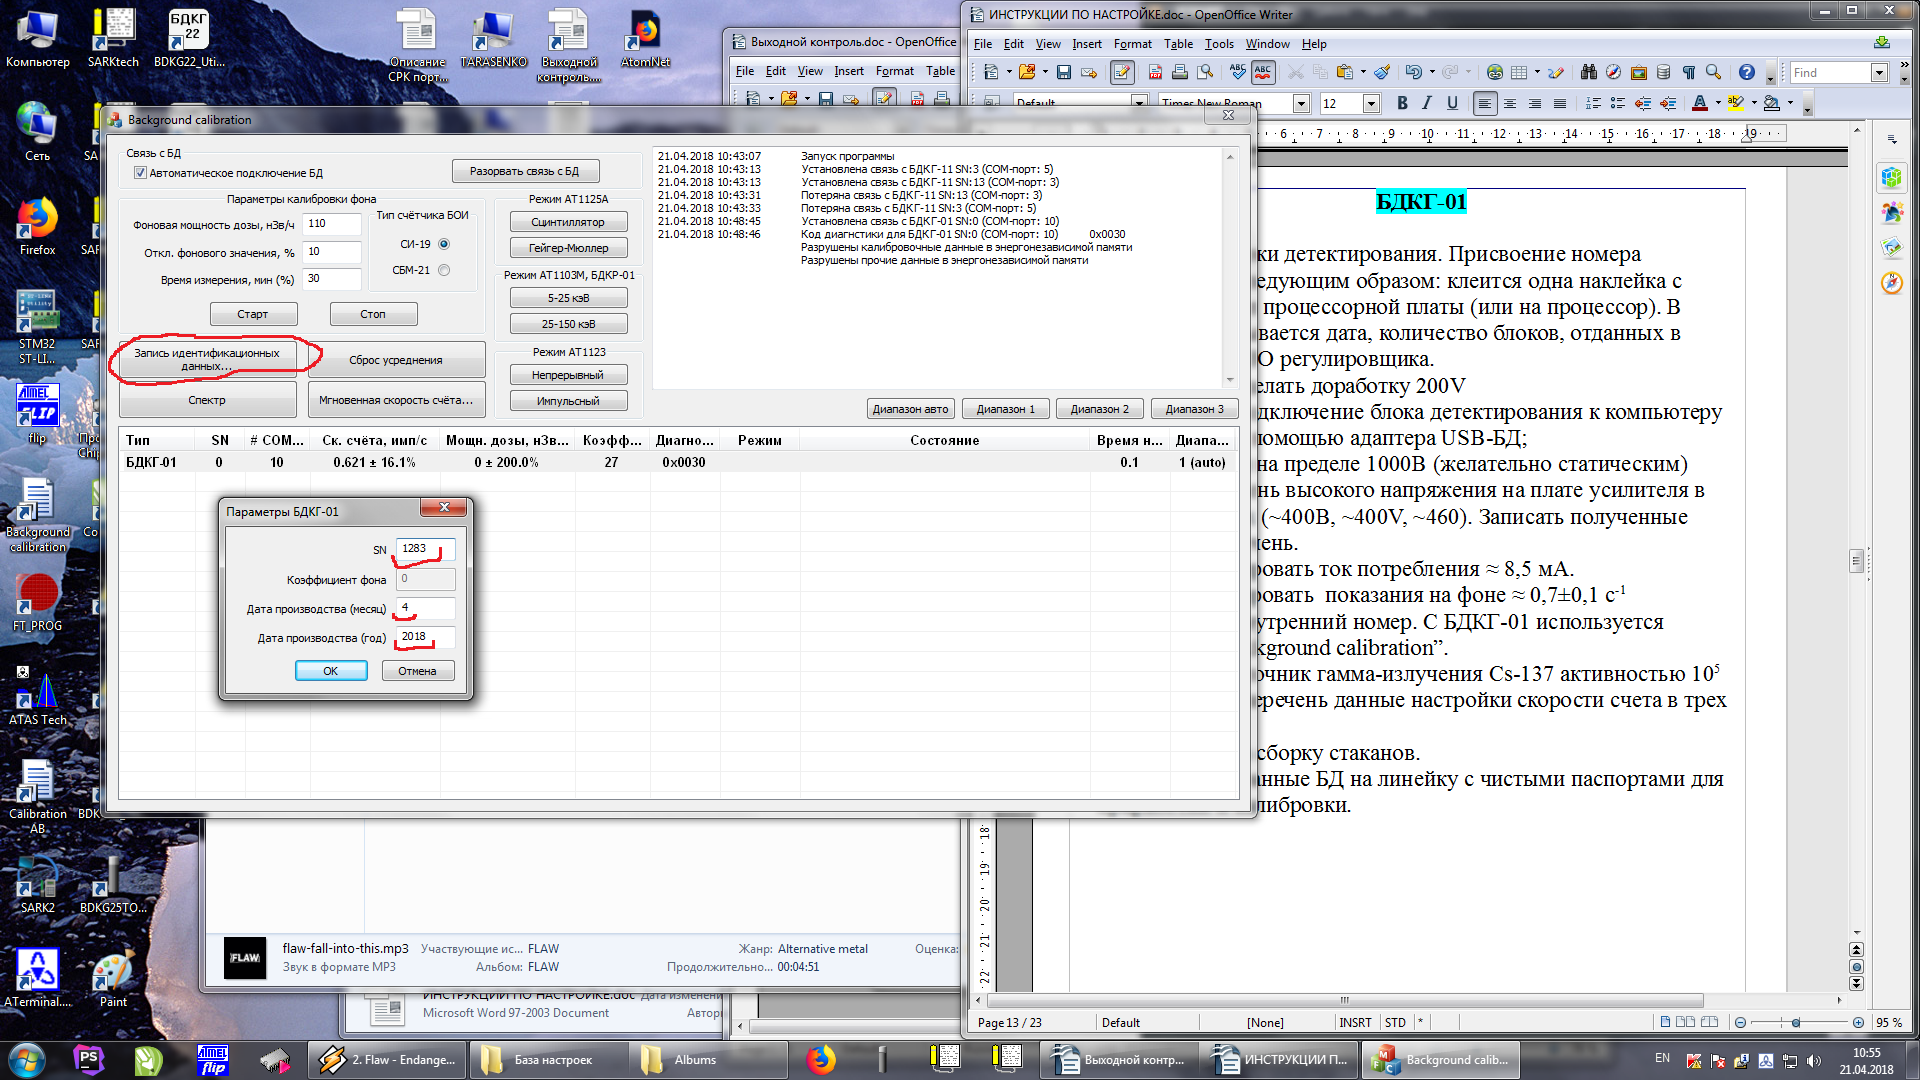 Компьютер
SARKtech
БДКГ
22
BDKG22_Uti...
Описание
СРК порт...
TARASENKO
Выходной
контроль....
AtomNet
Сеть
Firefox
STM32
ST-LI...
flip
Background
calibration
FT_PROG
ATAS Tech
Calibration
AB
SARK2
BDKG25TO...
ATerminal....
Paint
Выходной контроль.doc - OpenOffice
File Edit View Insert Format Table
ИНСТРУКЦИИ ПО НАСТРОЙКЕ.doc - OpenOffice Writer
File Edit View Insert Format Table Tools Window Help
Find
Default
Times New Roman
12
Background calibration
Связь с БД
Автоматическое подключение БД
Разорвать связь с БД
Параметры калибровки фона
Фоновая мощность дозы, нЗв/ч 110
Откл. фонового значения, % 10
Время измерения, мин (%) 30
Тип счётчика БОИ
СИ-19
СБМ-21
Старт
Стоп
Запись идентификационных
данных...
Сброс усреднения
Спектр
Мгновенная скорость счёта...
Режим АТ1125А
Сцинтиллятор
Гейгер-Мюллер
Режим АТ1103М, БДКР-01
5-25 кэВ
25-150 кэВ
Режим АТ1123
Непрерывный
Импульсный
21.04.2018 10:43:07 Запуск программы
21.04.2018 10:43:13 Установлена связь с БДКГ-11 SN:3 (COM-порт: 5)
21.04.2018 10:43:13 Установлена связь с БДКГ-11 SN:13 (COM-порт: 3)
21.04.2018 10:43:31 Потеряна связь с БДКГ-11 SN:13 (COM-порт: 3)
21.04.2018 10:43:33 Потеряна связь с БДКГ-11 SN:3 (COM-порт: 5)
21.04.2018 10:48:45 Установлена связь с БДКГ-01 SN:0 (COM-порт: 10)
21.04.2018 10:48:46 Код диагнстики для БДКГ-01 SN:0 (COM-порт: 10) 0x0030
Разрушены калибровочные данные в энергонезависимой памяти
Разрушены прочие данные в энергонезависимой памяти
Диапазон авто
Диапазон 1
Диапазон 2
Диапазон 3
Тип SN # COM... Ск. счёта, имп/с Мощн. дозы, нЗв... Коэфф... Диагно... Режим Состояние Время н... Диапа...
БДКГ-01 0 10 0.621 ± 16.1% 0 ± 200.0% 27 0x0030 0.1 1 (auto)
Параметры БДКГ-01
SN 1283
Коэффициент фона 0
Дата производства (месяц) 4
Дата производства (год) 2018
OK
Отмена
6 7 8 9 10 11 12 13 14 15 16 17 18 19
БДКГ-01
ки детектирования. Присвоение номера
едующим образом: клеится одна наклейка с
процессорной платы (или на процессор). В
вается дата, количество блоков, отданных в
О регулировщика.
елать доработку 200V
дключение блока детектирования к компьютеру
помощью адаптера USB-БД;
на пределе 1000В (желательно статическим)
нь высокого напряжения на плате усилителя в
(~400В, ~400V, ~460). Записать полученные
ень.
ровать ток потребления ≈ 8,5 мА.
ровать показания на фоне ≈ 0,7±0,1 с-1
утренний номер. С БДКГ-01 используется
kground calibration”.
очник гамма-излучения Cs-137 активностью 10⁵
еречень данные настройки скорости счета в трех
сборку стаканов.
анные БД на линейку с чистыми паспортами для
либровки.
18
19
20
21
22
FLAW
flaw-fall-into-this.mp3 Участвующие ис... FLAW Жанр: Alternative metal Оценка:
Звук в формате MP3 Альбом: FLAW Продолжительно... 00:04:51
ИНСТРУКЦИИ ПО НАСТРОЙКЕ.doc Дата изменени
Microsoft Word 97-2003 Document
Page 13 / 23 Default [None] INSRT STD * 95 %
2. Flaw - Endange...
База настроек
Albums
Выходной контр...
ИНСТРУКЦИИ П...
Background calib...
EN
10:55
21.04.2018